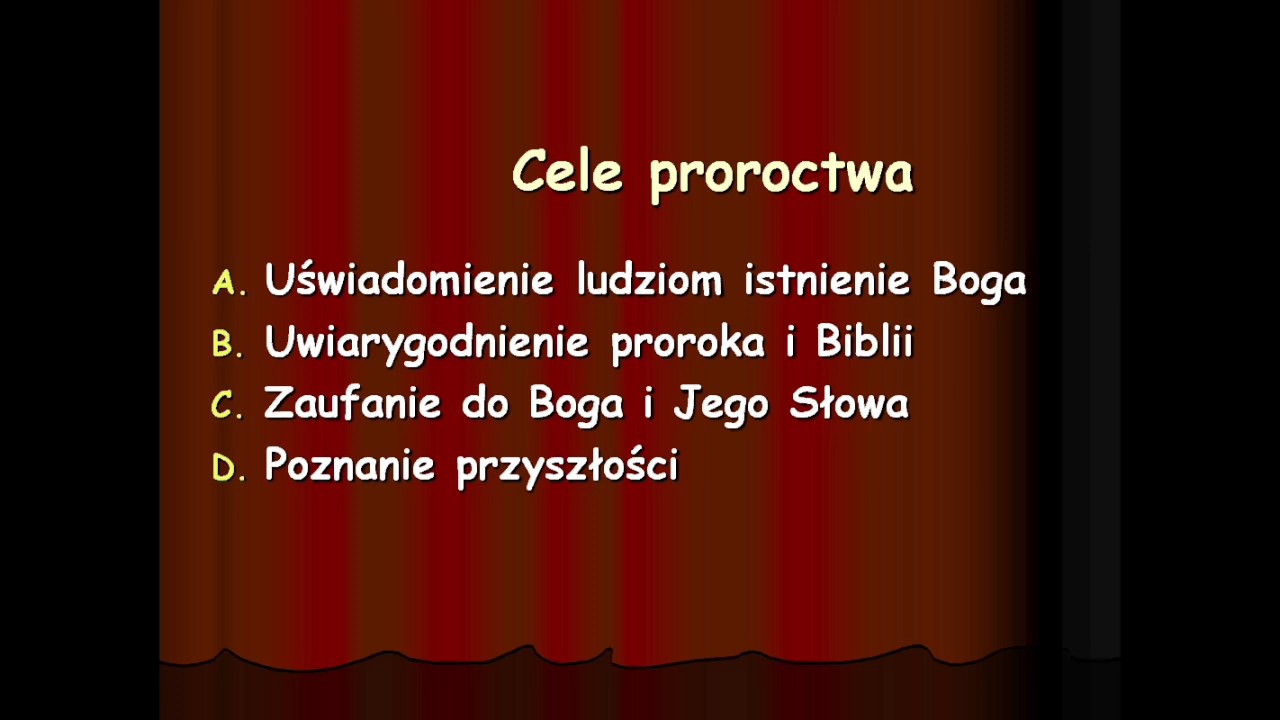 Cele proroctwa
A. Uświadomienie ludziom istnienie Boga
B. Uwiarygodnienie proroka i Biblii
C. Zaufanie do Boga i Jego Słowa
D. Poznanie przyszłości